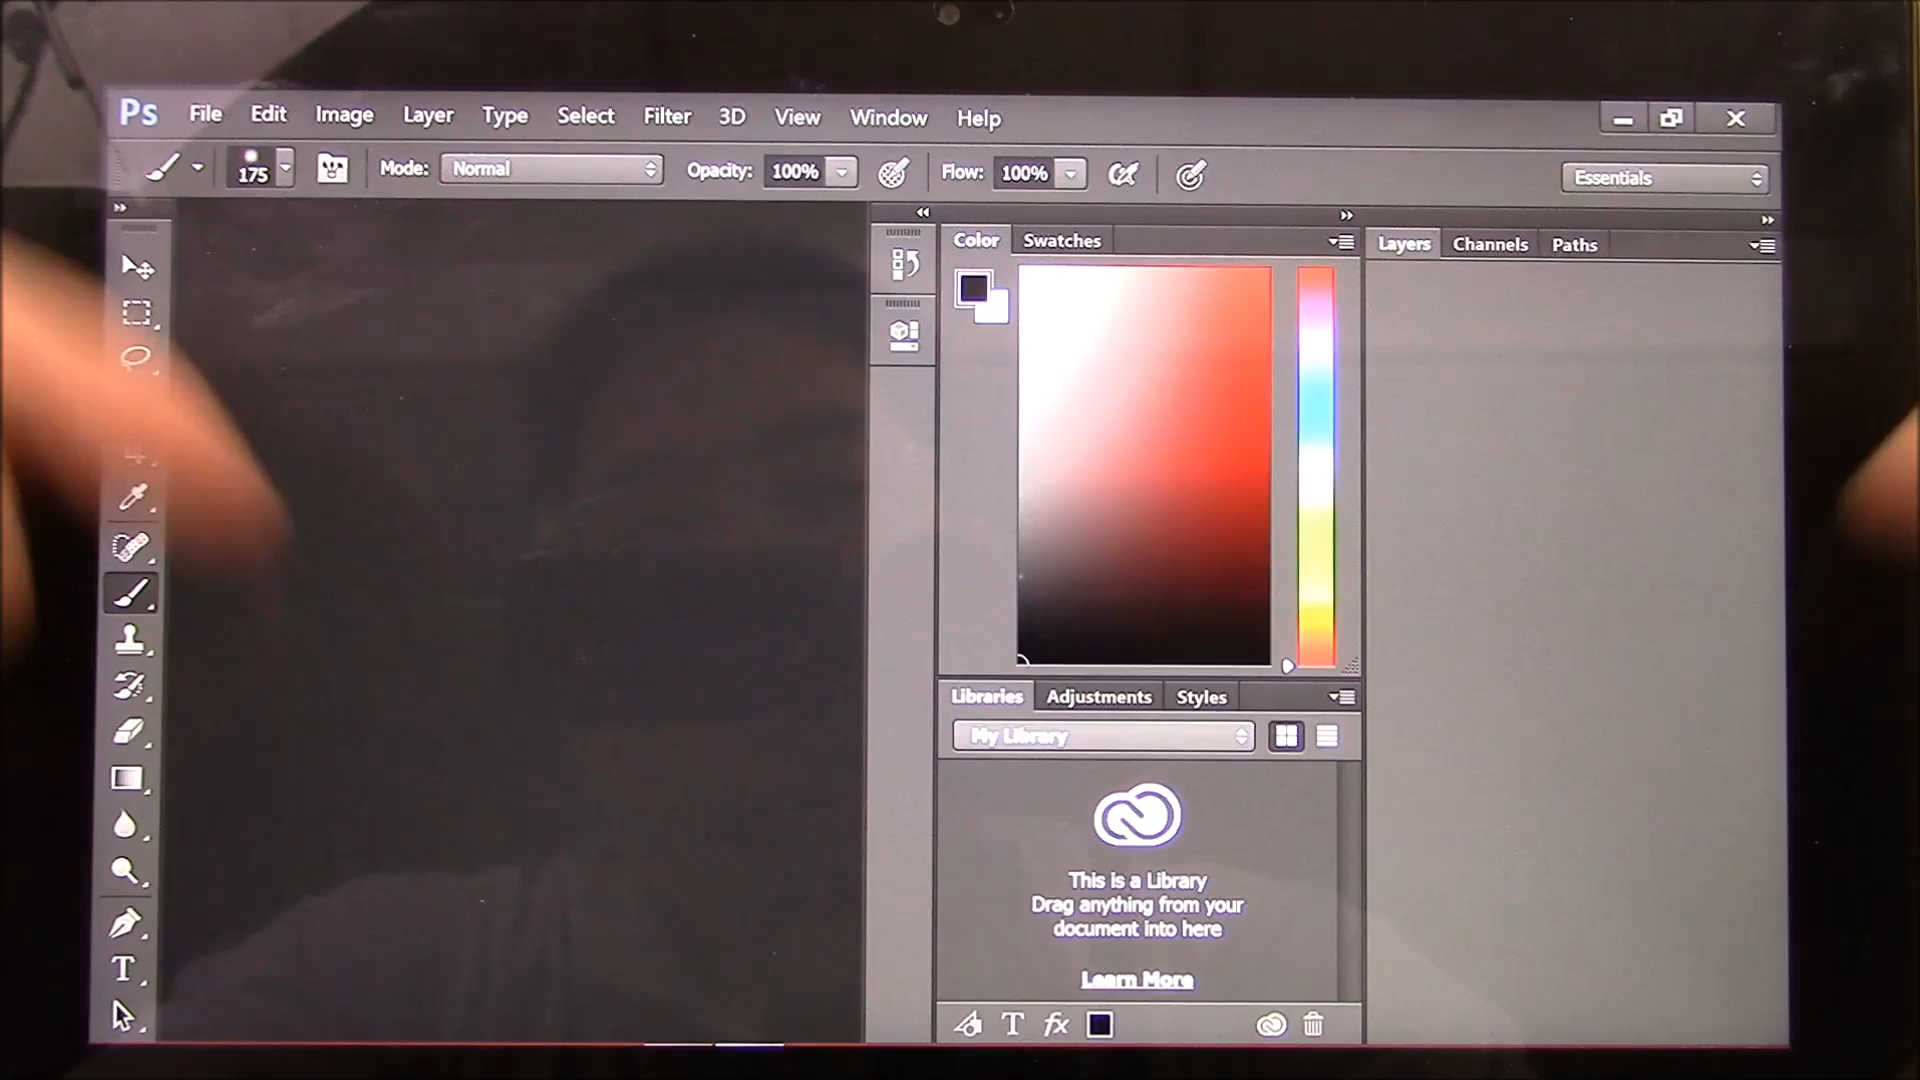 Ps File Edit Image Layer Type Select Filter 3D View Window Help
175 Mode: Normal Opacity: 100% Flow: 100% Essentials
Color Swatches
Layers Channels Paths
Libraries Adjustments Styles
My Library
This is a Library
Drag anything from your
document into here
Learn More
T fx
T